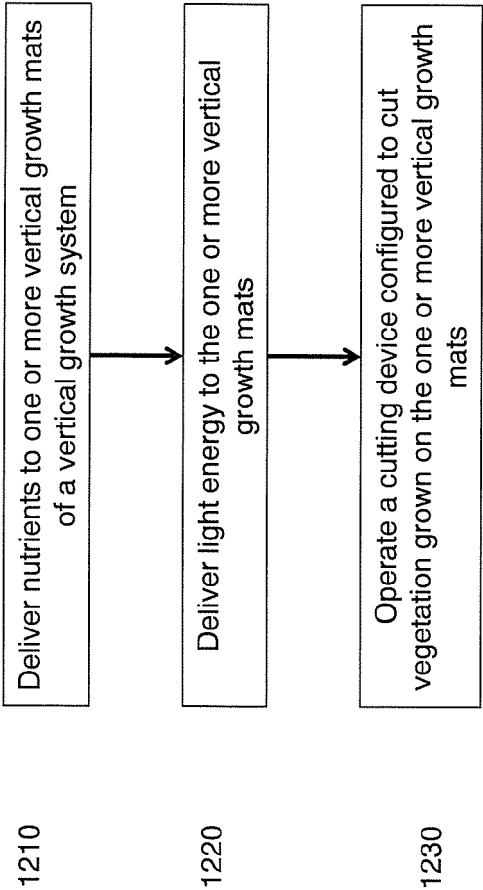 1210
Deliver nutrients to one or more vertical growth mats
of a vertical growth system
1220
Deliver light energy to the one or more vertical
growth mats
1230
Operate a cutting device configured to cut
vegetation grown on the one or more vertical growth
mats